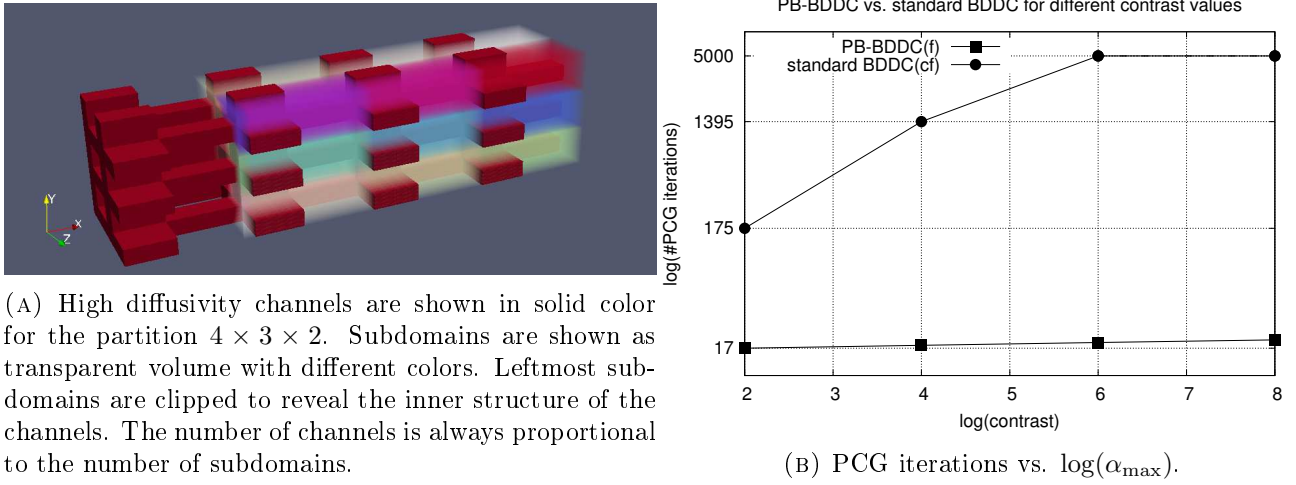 PB-BDDC vs. standard BDDC for different contrast values
PB-BDDC(f)
standard BDDC(cf)
5000
1395
175
17
log(#PCG iterations)
2
3
4
5
6
7
8
log(contrast)
Y
X
Z
(A) High diffusivity channels are shown in solid color
for the partition 4 × 3 × 2. Subdomains are shown as
transparent volume with different colors. Leftmost sub-
domains are clipped to reveal the inner structure of the
channels. The number of channels is always proportional
to the number of subdomains.
(B) PCG iterations vs. log(α_max).